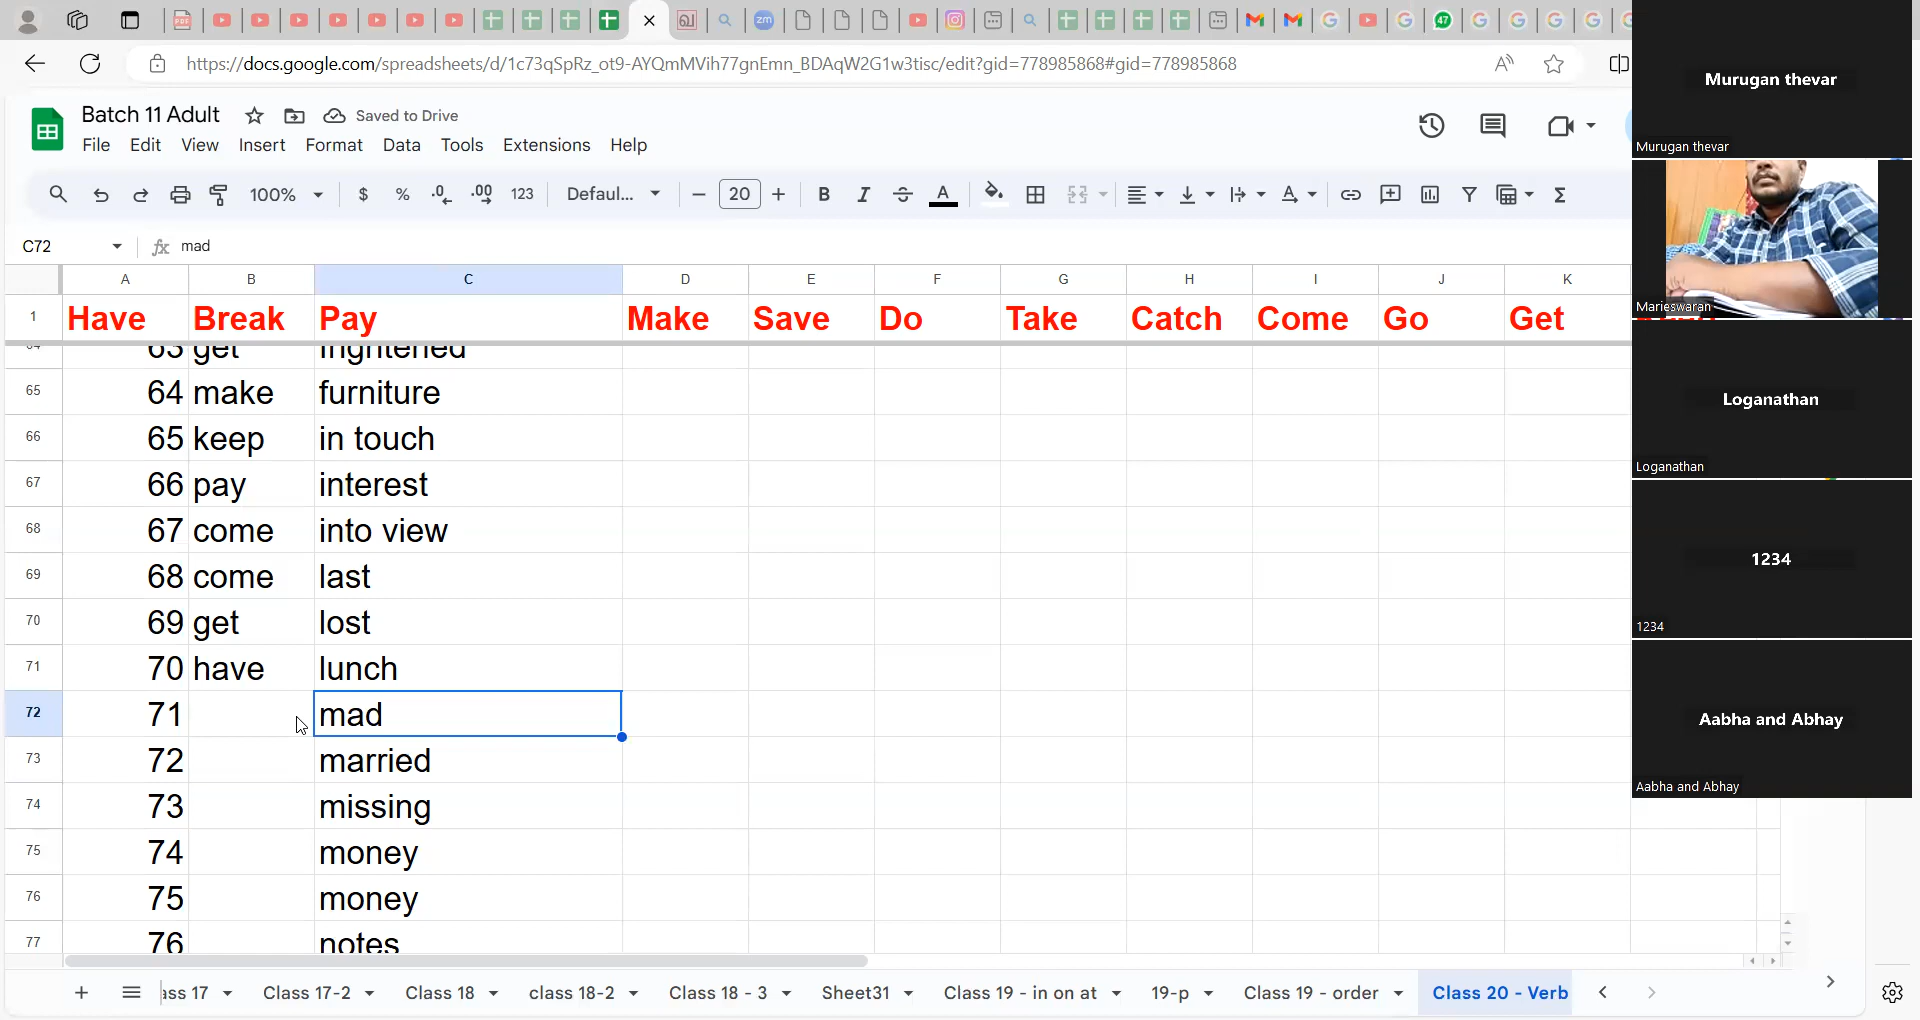 https://docs.google.com/spreadsheets/d/1c73qSpRz_ot9-AYQmMVih77gnEmn_BDAqW2G1w3tisc/edit?gid=778985868#gid=778985868
Batch 11 Adult
Saved to Drive
File Edit View Insert Format Data Tools Extensions Help
100% $ % .0 .00 123 Defaul... 20 B I A
C72 fx mad
A B C D E F G H I J K
1 Have Break Pay Make Save Do Take Catch Come Go Get
64 63 get frightened
65 64 make furniture
66 65 keep in touch
67 66 pay interest
68 67 come into view
69 68 come last
70 69 get lost
71 70 have lunch
72 71 mad
73 72 married
74 73 missing
75 74 money
76 75 money
77 76 notes
ass 17 Class 17-2 Class 18 class 18-2 Class 18 - 3 Sheet31 Class 19 - in on at 19-p Class 19 - order Class 20 - Verb
Murugan thevar
Murugan thevar
Marieswaran
Loganathan
Loganathan
1234
1234
Aabha and Abhay
Aabha and Abhay